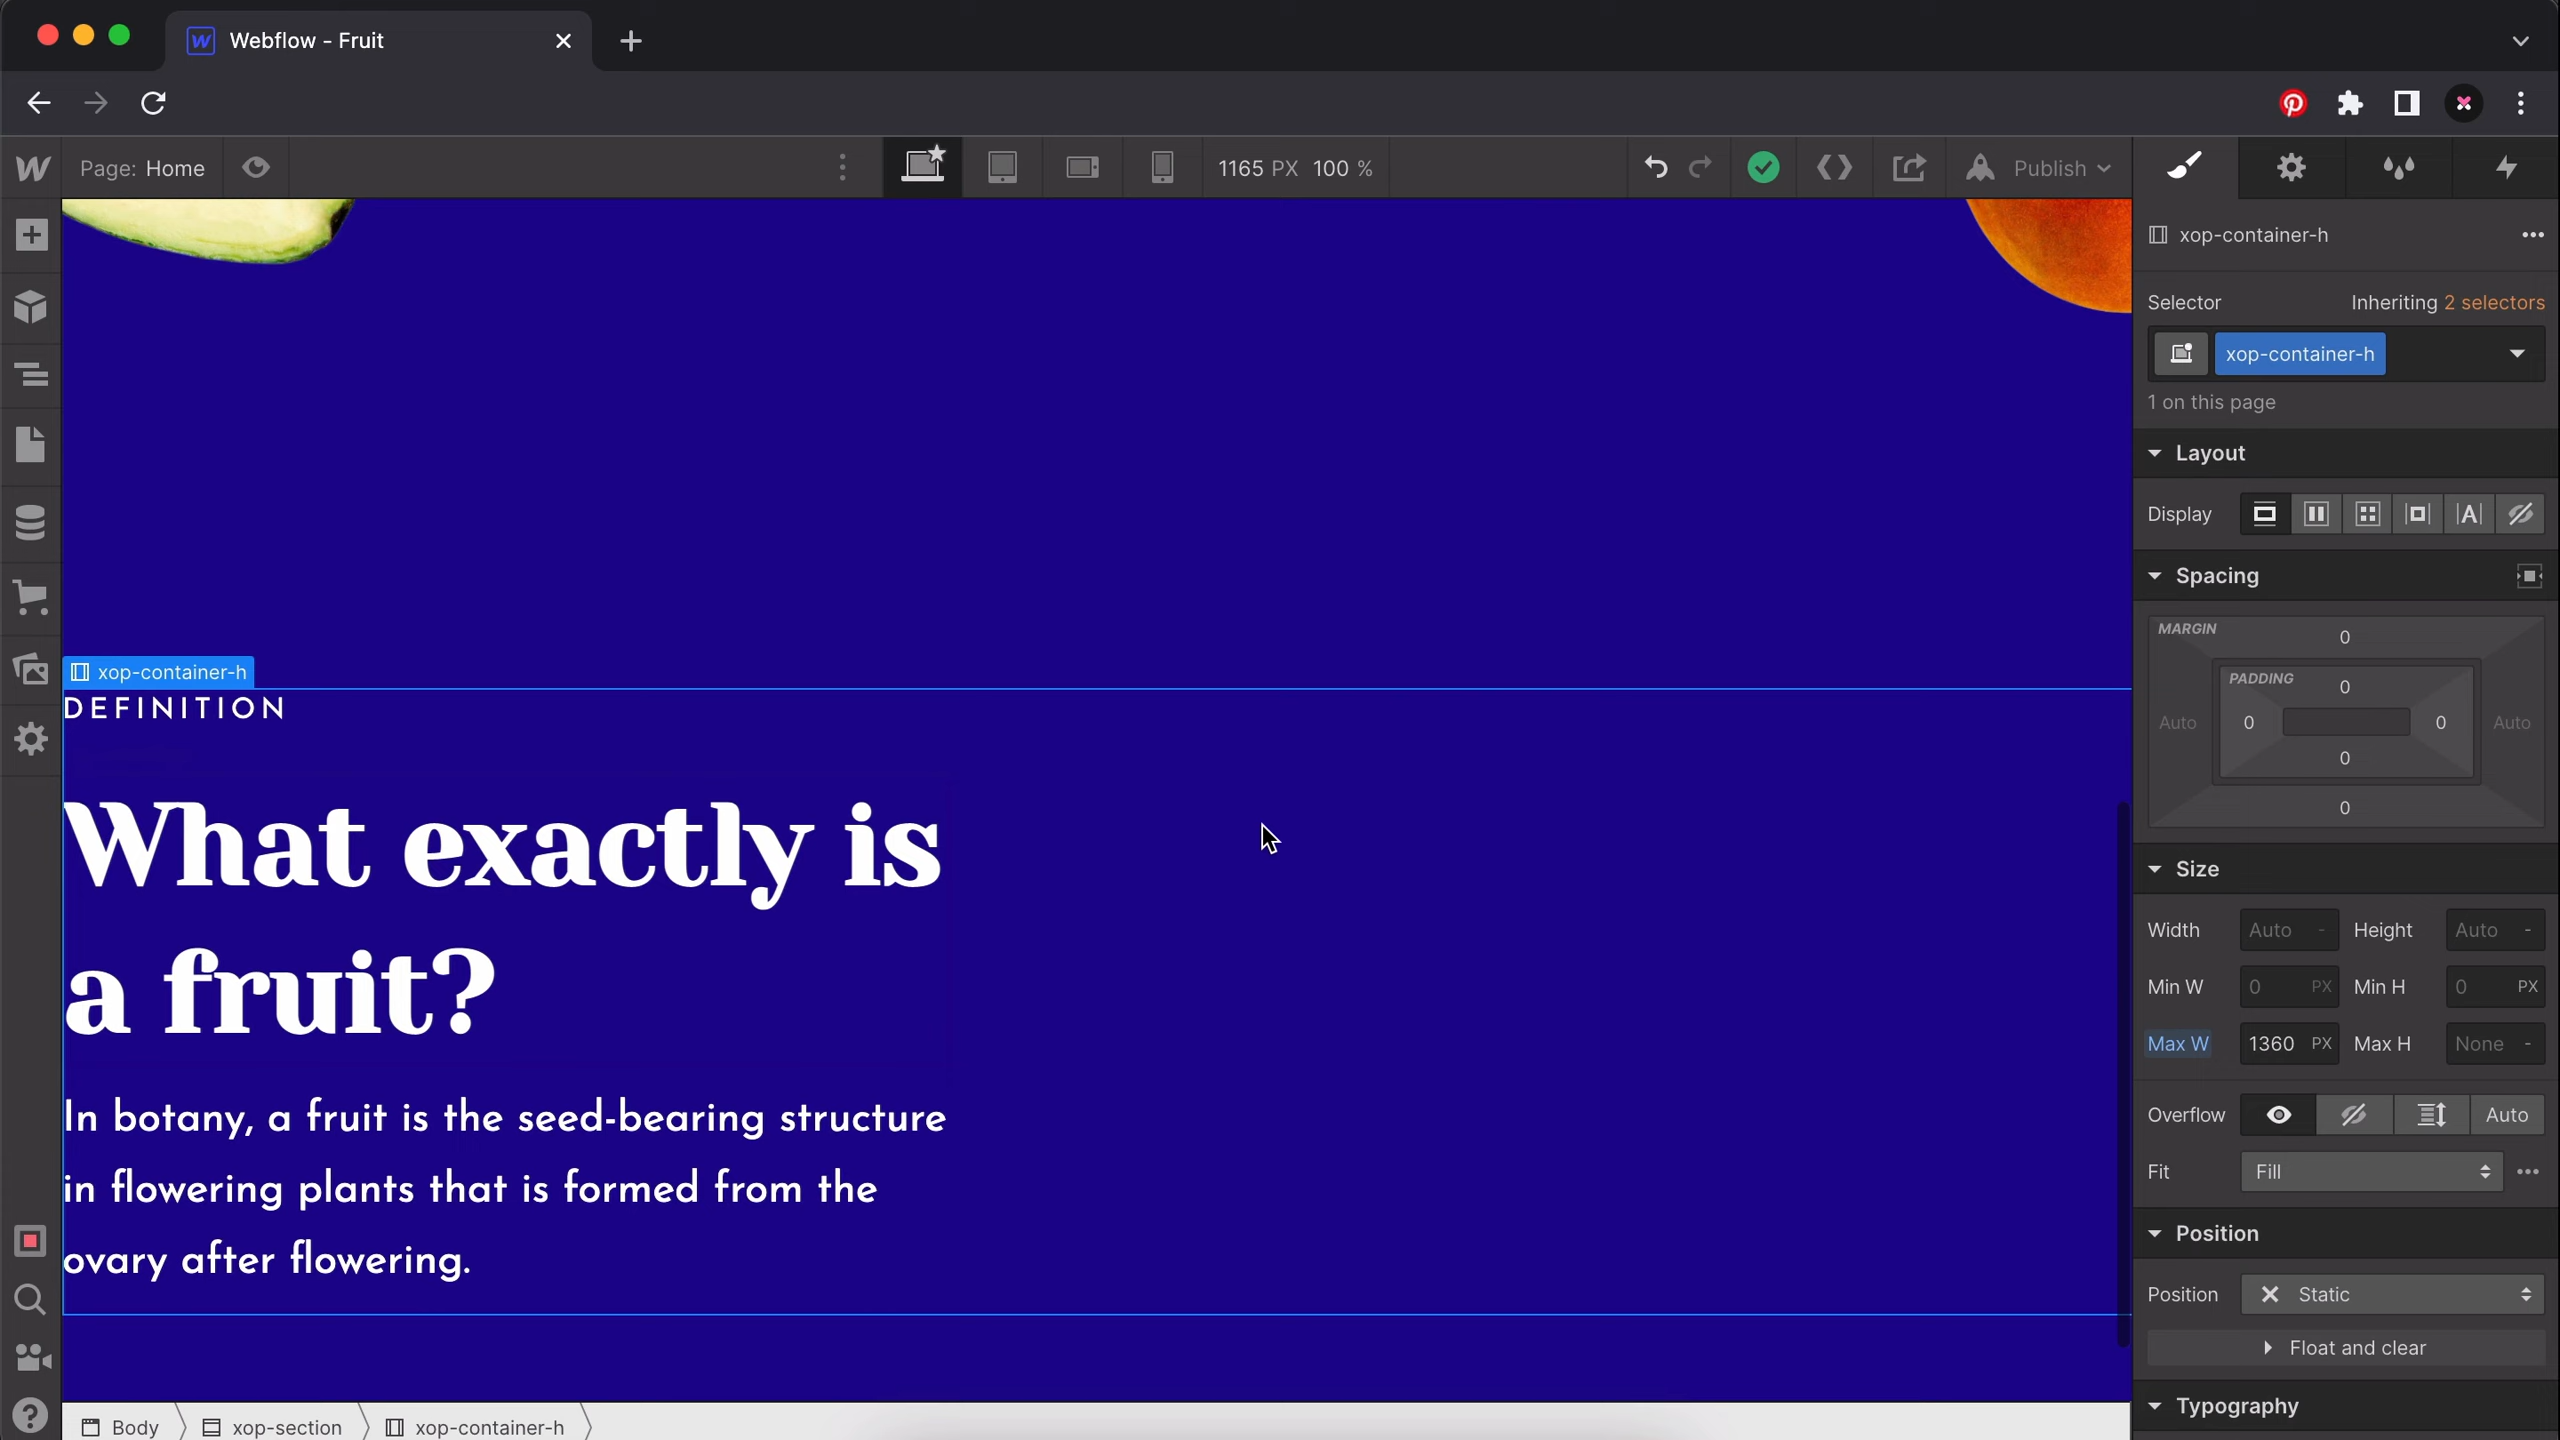 Webflow - Fruit
Page: Home
1165 PX 100 %
Publish
xop-container-h
Selector
Inheriting 2 selectors
xop-container-h
1 on this page
Layout
Display
Spacing
MARGIN
0
PADDING
0
Auto
0
0
Auto
0
0
Size
Width Auto - Height Auto -
Min W 0 PX Min H 0 PX
Max W 1360 PX Max H None -
Overflow Auto
Fit Fill
Position
Position Static
Float and clear
Typography
xop-container-h
DEFINITION
What exactly is
a fruit?
In botany, a fruit is the seed-bearing structure
in flowering plants that is formed from the
ovary after flowering.
Body xop-section xop-container-h